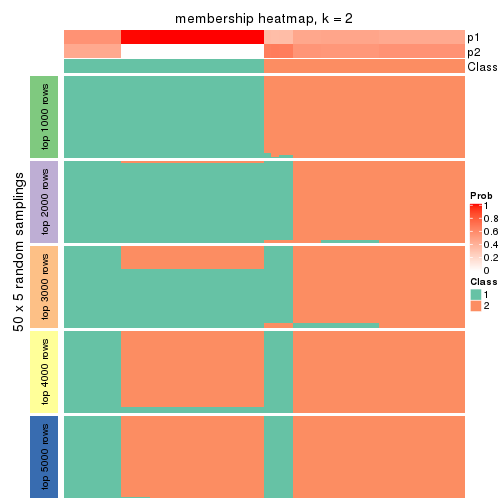 membership heatmap, k = 2
p1
p2
Class
50 x 5 random samplings
top 1000 rows
top 2000 rows
top 3000 rows
top 4000 rows
top 5000 rows
Prob
1
0.8
0.6
0.4
0.2
0
Class
1
2